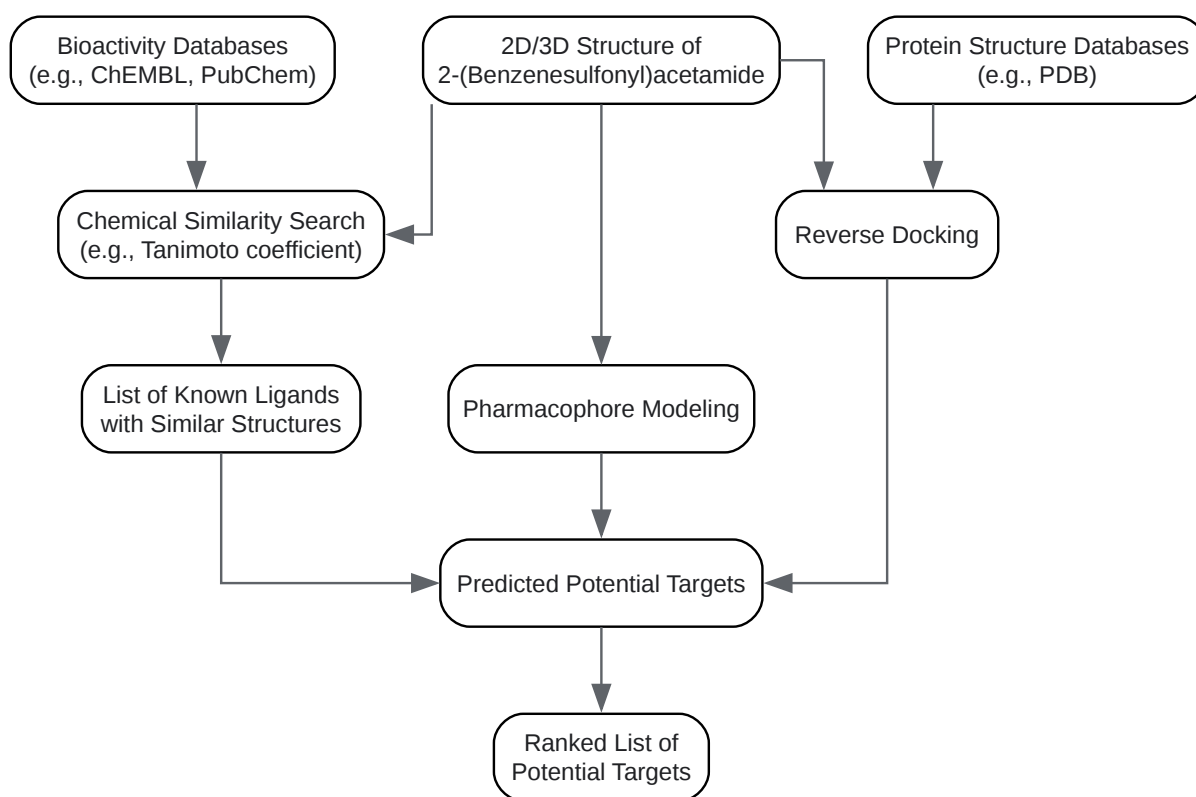 Bioactivity Databases
(e.g., ChEMBL, PubChem)
2D/3D Structure of
2-(Benzenesulfonyl)acetamide
Protein Structure Databases
(e.g., PDB)
Chemical Similarity Search
(e.g., Tanimoto coefficient)
Reverse Docking
List of Known Ligands
with Similar Structures
Pharmacophore Modeling
Predicted Potential Targets
Ranked List of
Potential Targets